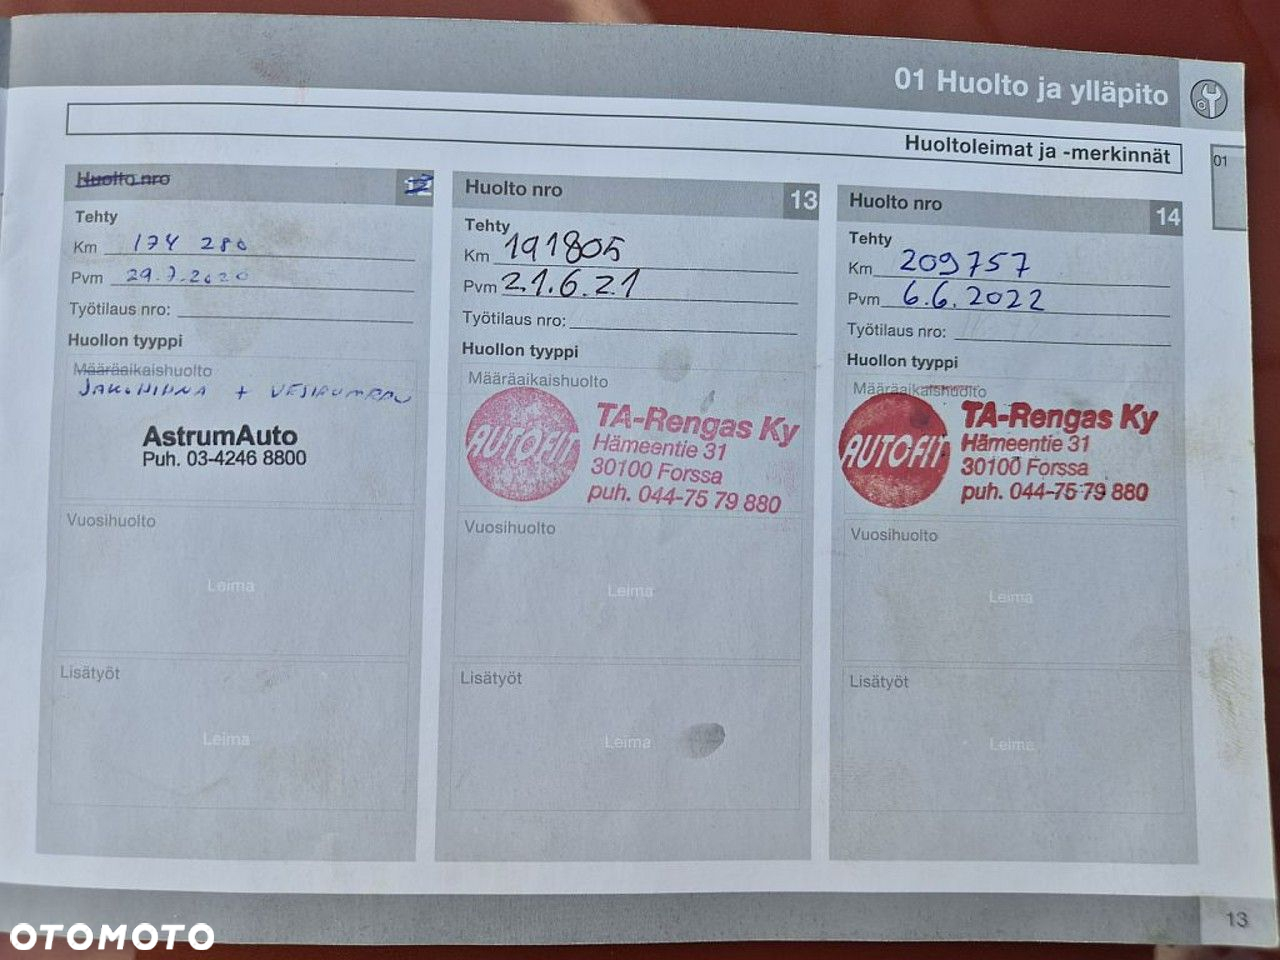 01 Huolto ja ylläpito
Huoltoleimat ja -merkinnät
01
Huolto nro 12
Tehty
Km 174 280
Pvm 29.7.2020
Työtilaus nro:
Huollon tyyppi
Määräaikaishuolto
JAKOHIHNA + VESIPUMPPU
AstrumAuto
Puh. 03-4246 8800
Vuosihuolto
Leima
Lisätyöt
Leima
Huolto nro 13
Tehty
Km 191805
Pvm 21.6.21
Työtilaus nro:
Huollon tyyppi
Määräaikaishuolto
AUTOFIT
TA-Rengas Ky
Hämeentie 31
30100 Forssa
puh. 044-75 79 880
Vuosihuolto
Leima
Lisätyöt
Leima
Huolto nro 14
Tehty
Km 209757
Pvm 6.6.2022
Työtilaus nro:
Huollon tyyppi
Määräaikaishuolto
AUTOFIT
TA-Rengas Ky
Hämeentie 31
30100 Forssa
puh. 044-75 79 880
Vuosihuolto
Leima
Lisätyöt
Leima
13
OTOMOTO